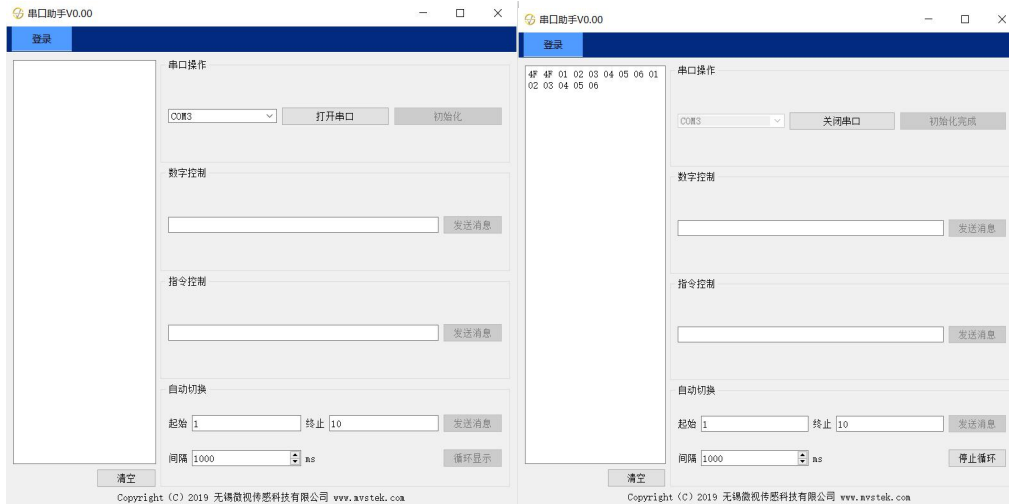 串口助手V0.00
登录
串口操作
COM3
打开串口
初始化
数字控制
发送消息
指令控制
发送消息
自动切换
起始 1
终止 10
发送消息
间隔 1000 ms
循环显示
清空
Copyright (C) 2019 无锡微视传感科技有限公司 www.mvstek.com
串口助手V0.00
登录
4F 4F 01 02 03 04 05 06 01
02 03 04 05 06
串口操作
COM3
关闭串口
初始化完成
数字控制
发送消息
指令控制
发送消息
自动切换
起始 1
终止 10
发送消息
间隔 1000 ms
停止循环
清空
Copyright (C) 2019 无锡微视传感科技有限公司 www.mvstek.com